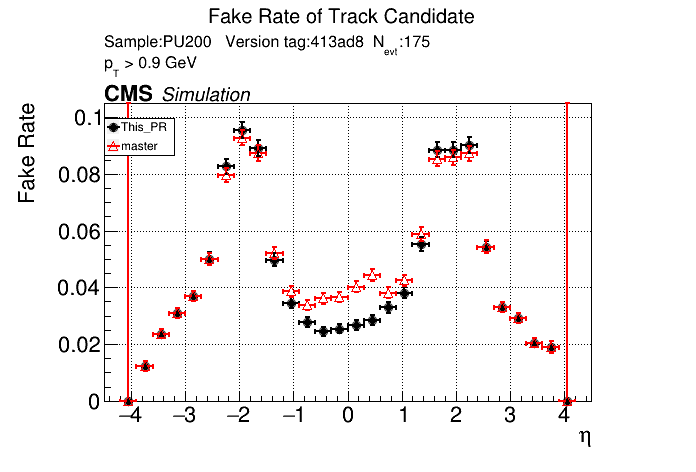 Fake Rate of Track Candidate
Sample:PU200 Version tag:413ad8 N_evt:175
p_T > 0.9 GeV
CMS Simulation
Fake Rate
0.1
0.08
0.06
0.04
0.02
0
This_PR
master
−4 −3 −2 −1 0 1 2 3 4
η